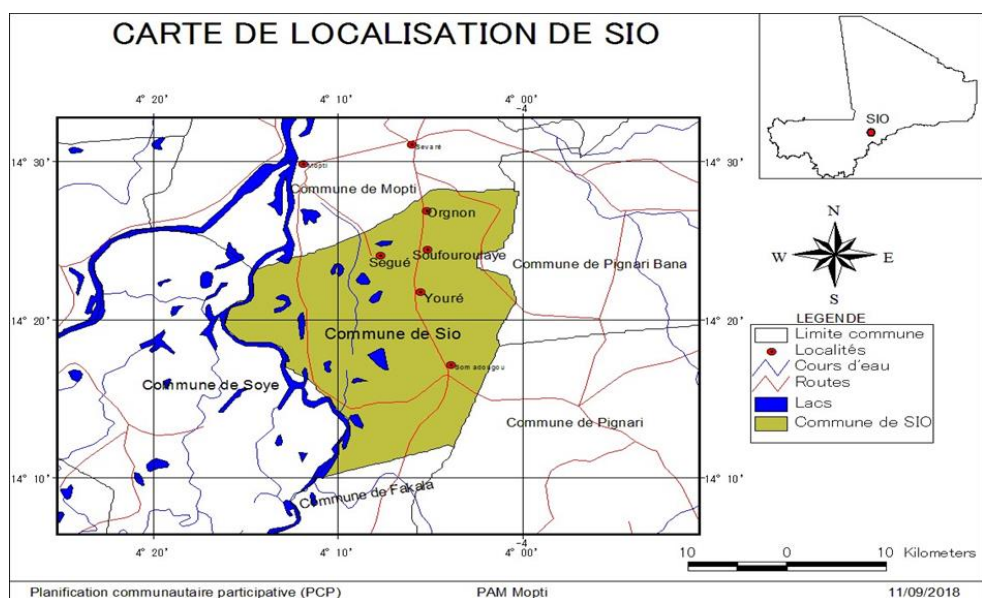 CARTE DE LOCALISATION DE SIO
SIO
4° 20'
4° 10'
4° 00'
-4
14° 30'
14° 30'
Sevaré
Mopti
Commune de Mopti
Orgnon
Soufouroulaye
Ségué
Commune de Pignari Bana
Youré
14° 20'
14° 20'
Commune de Sio
Commune de Soye
Commune de Pignari
14° 10'
14° 10'
Commune de Fakala
4° 20'
4° 10'
-4
4° 00'
N
W
E
S
LEGENDE
Limite commune
Localités
Cours d'eau
Routes
Lacs
Commune de SIO
10 0 10 Kilometers
Planification communautaire participative (PCP) PAM Mopti 11/09/2018